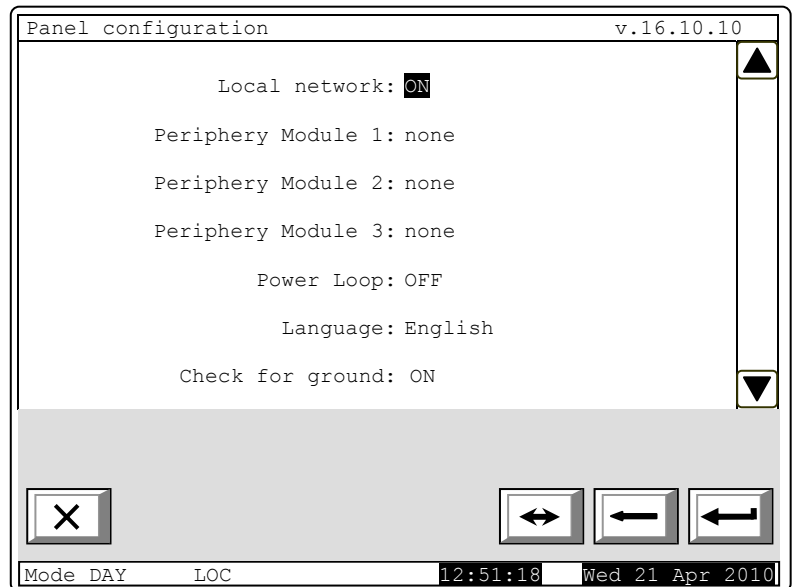 Panel configuration v.16.10.10
Local network: ON
Periphery Module 1: none
Periphery Module 2: none
Periphery Module 3: none
Power Loop: OFF
Language: English
Check for ground: ON
Mode DAY LOC 12:51:18 Wed 21 Apr 2010